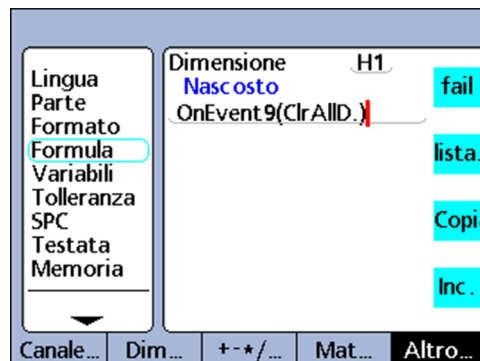 Lingua
Parte
Formato
Formula
Variabili
Tolleranza
SPC
Testata
Memoria
Dimensione H1
Nascosto
OnEvent9(ClrAllD.)
fail
lista.
Copi
Inc.
Canale... Dim... +-*/... Mat... Altro...